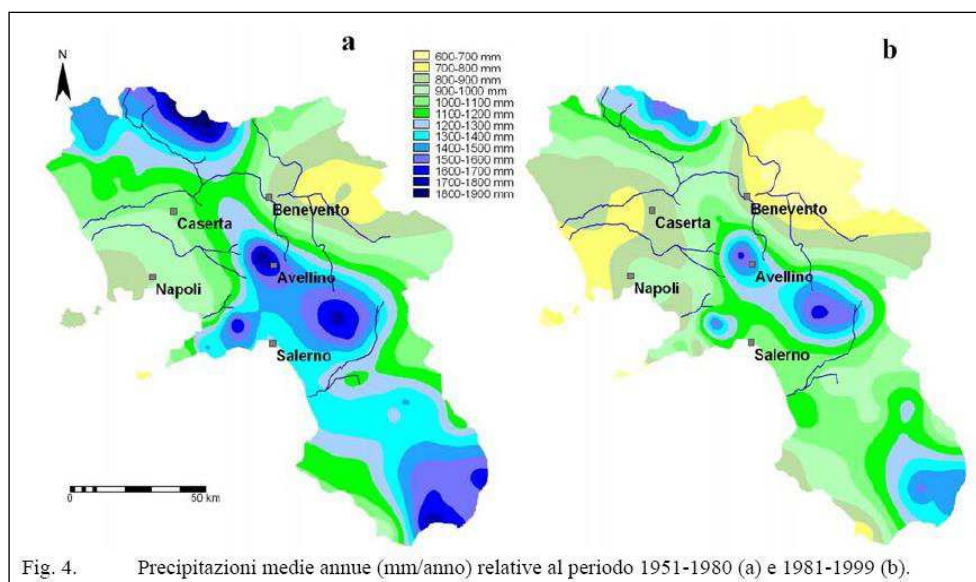 a
b
N
600-700 mm
700-800 mm
800-900 mm
900-1000 mm
1000-1100 mm
1100-1200 mm
1200-1300 mm
1300-1400 mm
1400-1500 mm
1500-1600 mm
1600-1700 mm
1700-1800 mm
1800-1900 mm
Benevento
Caserta
Avellino
Napoli
Salerno
Benevento
Caserta
Avellino
Napoli
Salerno
0 50 km
Fig. 4. Precipitazioni medie annue (mm/anno) relative al periodo 1951-1980 (a) e 1981-1999 (b).